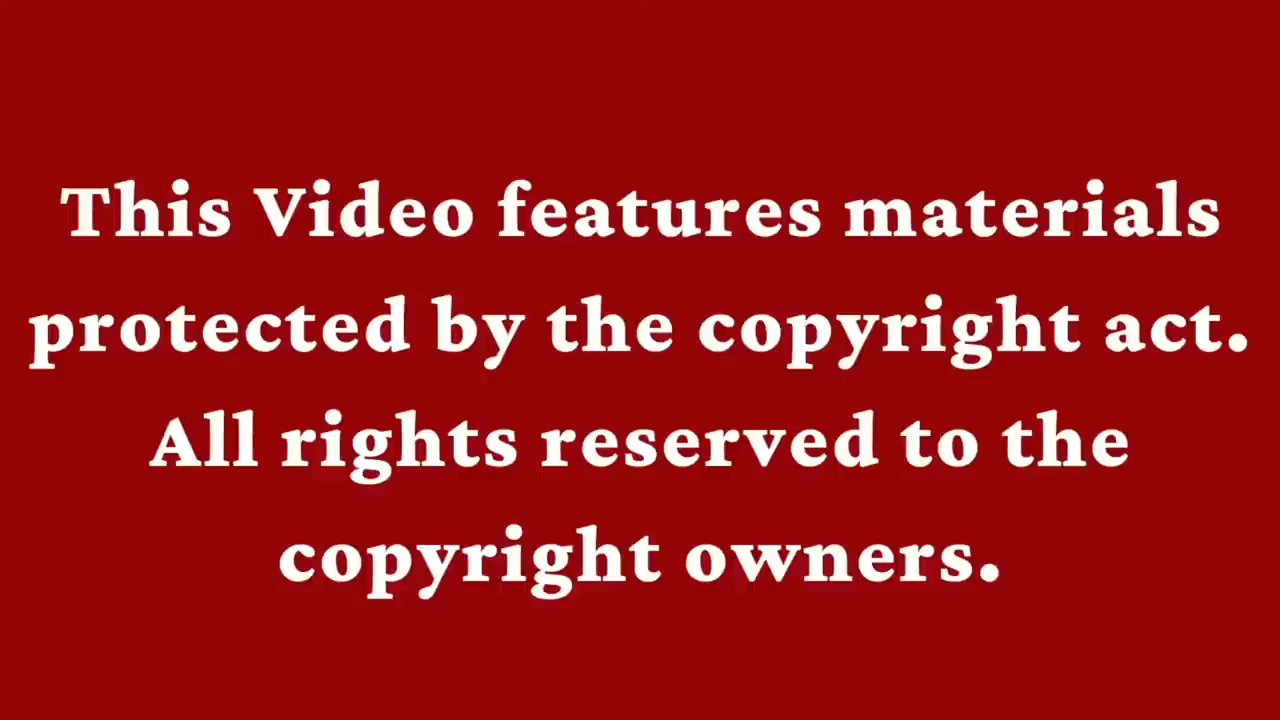 This Video features materials
protected by the copyright act.
All rights reserved to the
copyright owners.